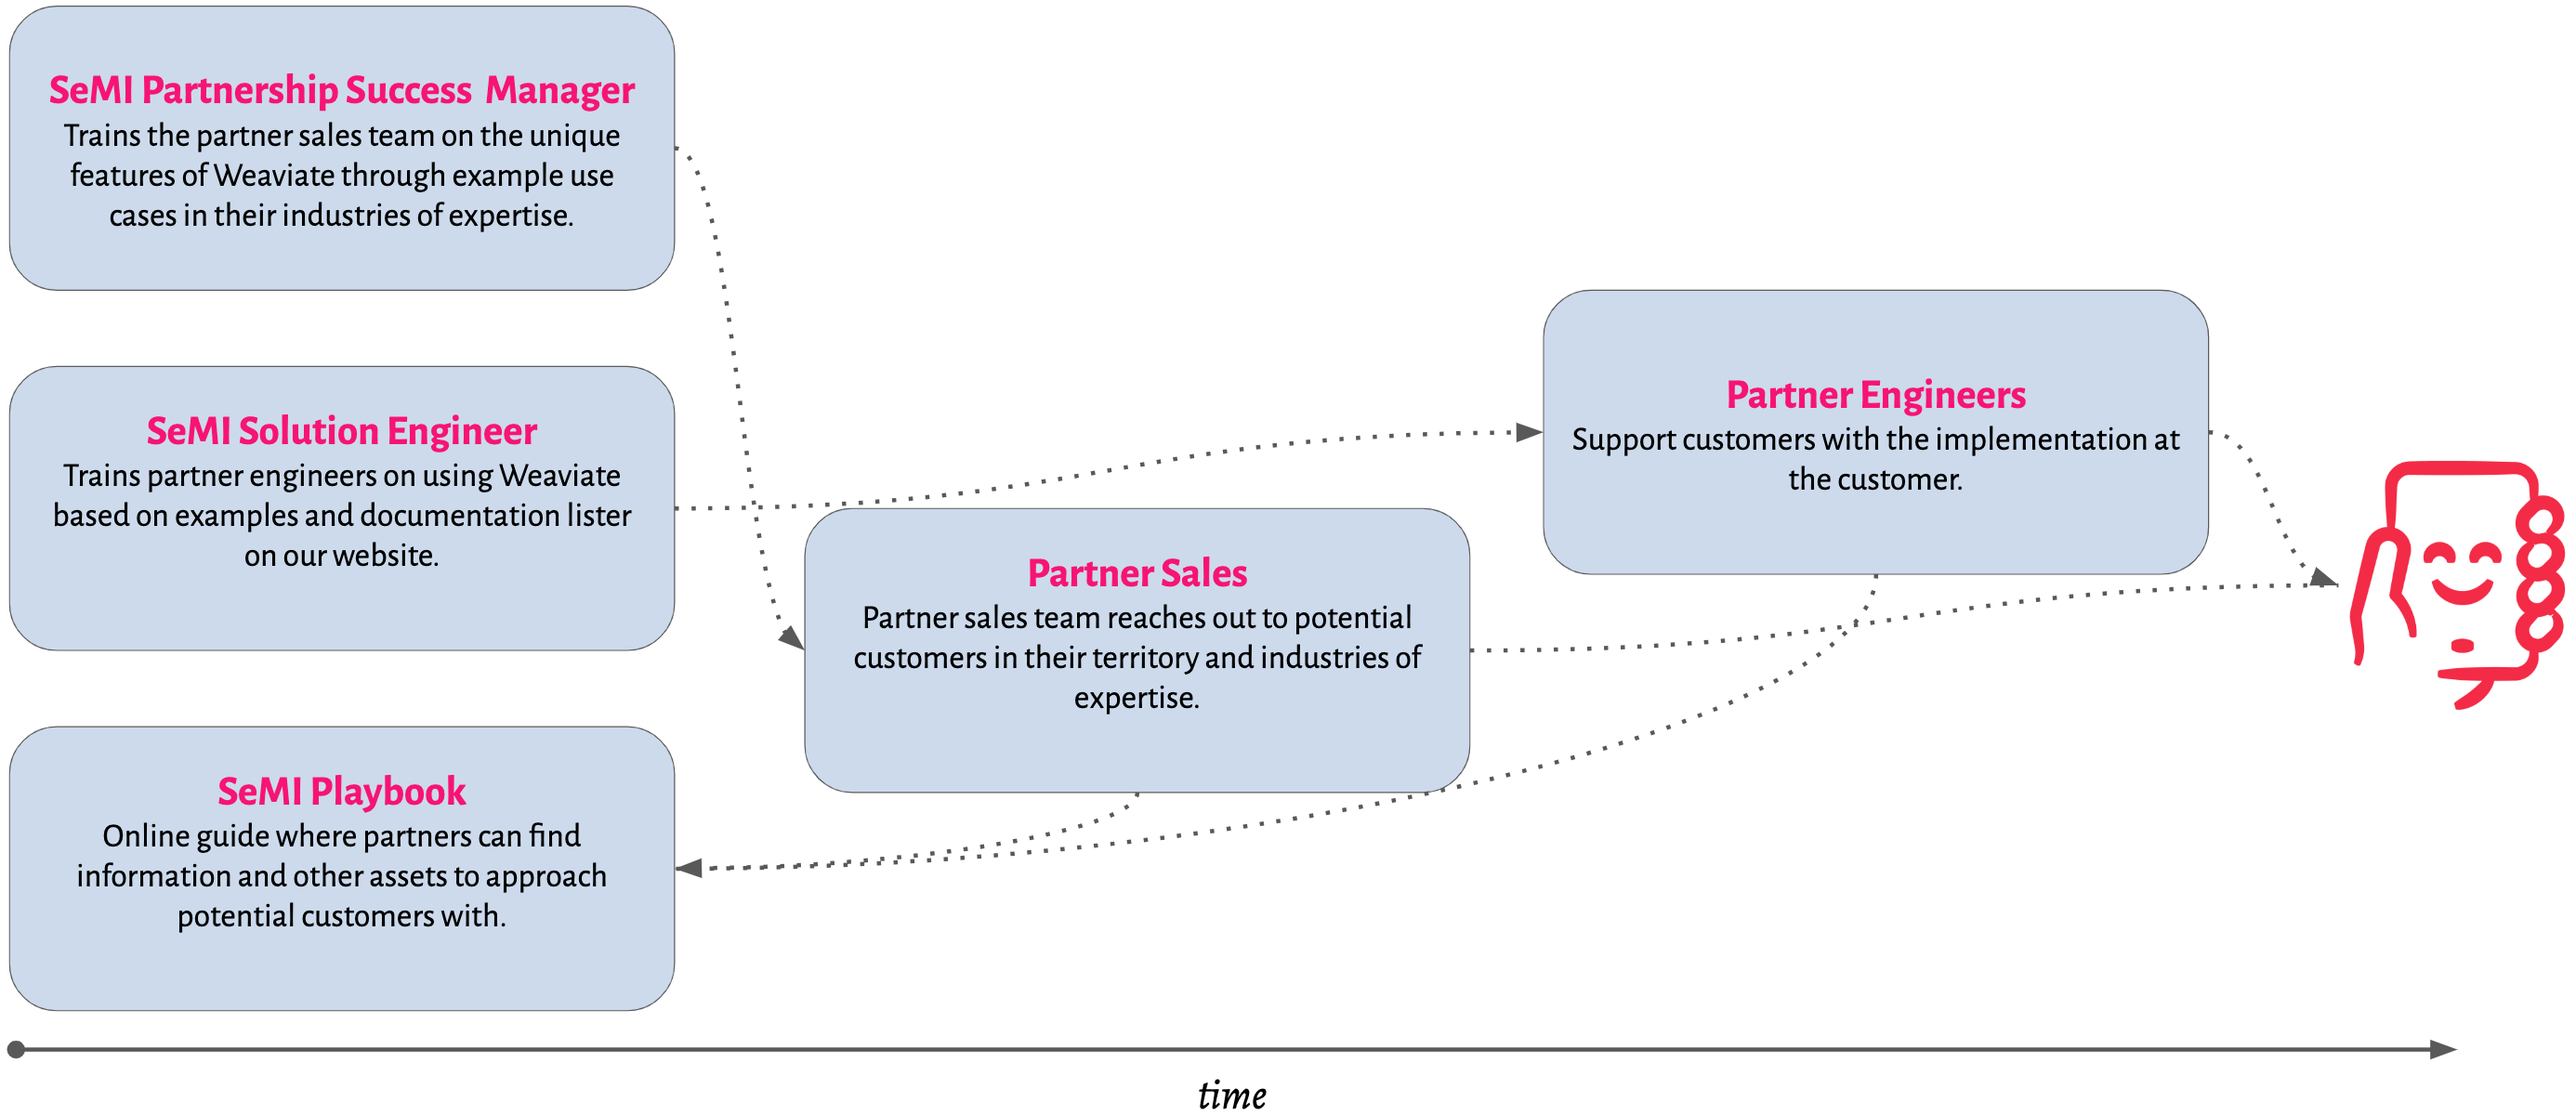 SeMI Partnership Success Manager
Trains the partner sales team on the unique
features of Weaviate through example use
cases in their industries of expertise.
SeMI Solution Engineer
Trains partner engineers on using Weaviate
based on examples and documentation lister
on our website.
SeMI Playbook
Online guide where partners can find
information and other assets to approach
potential customers with.
Partner Sales
Partner sales team reaches out to potential
customers in their territory and industries of
expertise.
Partner Engineers
Support customers with the implementation at
the customer.
time